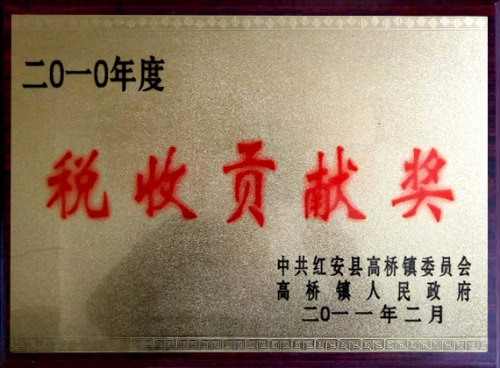 二0一0年度
税收贡献奖
中共红安县高桥镇委员会
高桥镇人民政府
二0一一年二月